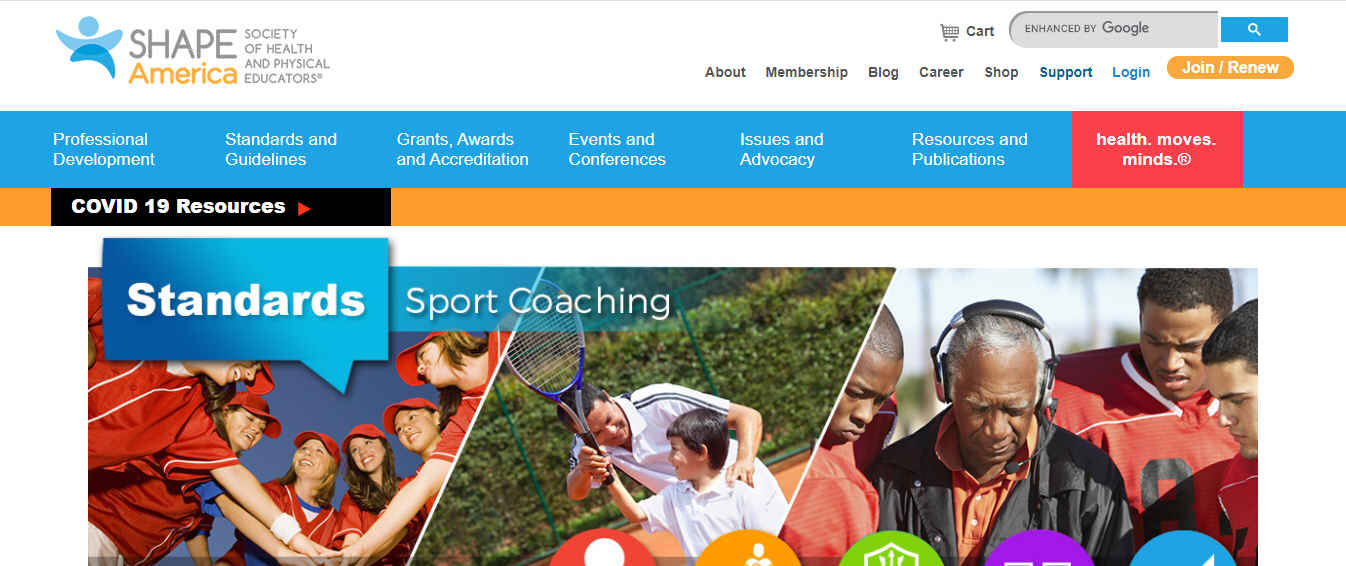 SHAPE
America
SOCIETY
OF HEALTH
AND PHYSICAL
EDUCATORS®
Cart
ENHANCED BY Google
About Membership Blog Career Shop Support Login Join / Renew
Professional
Development
Standards and
Guidelines
Grants, Awards
and Accreditation
Events and
Conferences
Issues and
Advocacy
Resources and
Publications
health. moves.
minds.®
COVID 19 Resources
Standards
Sport Coaching